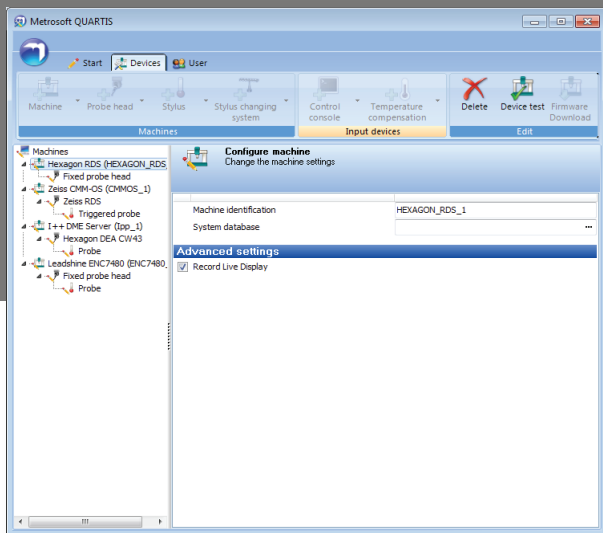 Metrosoft QUARTIS
Start Devices User
Machine Probe head Stylus Stylus changing system Control console Temperature compensation Delete Device test Firmware Download
Machines Input devices Edit
Machines
Hexagon RDS (HEXAGON_RDS
Fixed probe head
Zeiss CMM-OS (CMMOS_1)
Zeiss RDS
Triggered probe
I++ DME Server (Ipp_1)
Hexagon DEA CW43
Probe
Leadshine ENC7480 (ENC7480_
Fixed probe head
Probe
Configure machine
Change the machine settings
Machine identification HEXAGON_RDS_1
System database ...
Advanced settings
Record Live Display